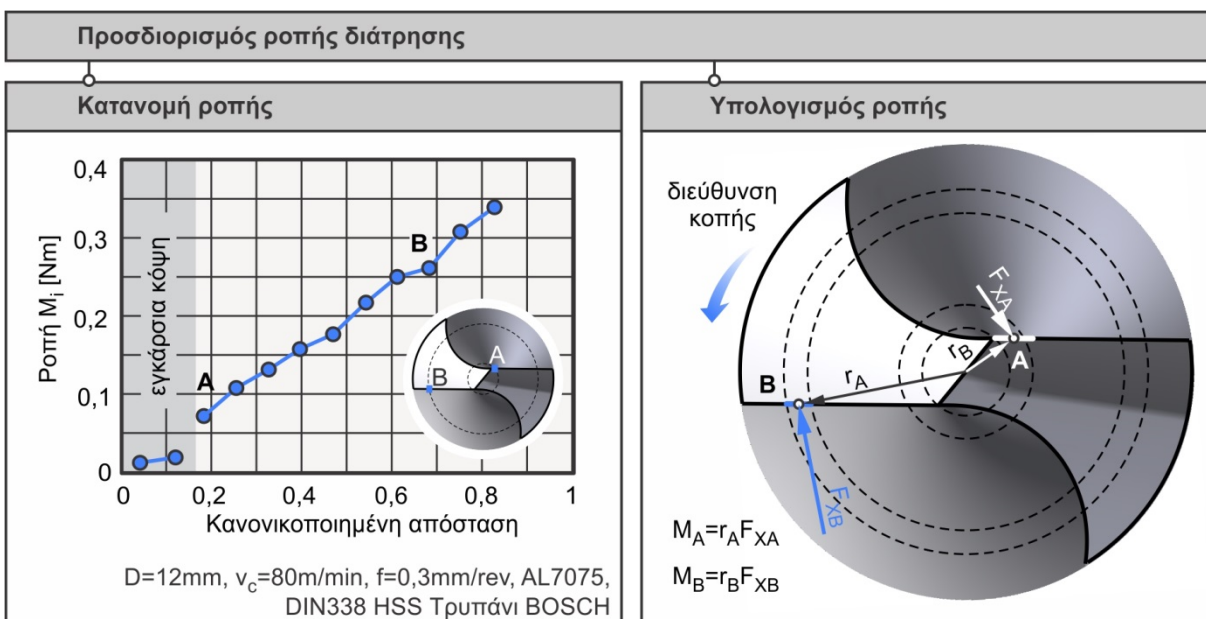 Προσδιορισμός ροπής διάτρησης
Κατανομή ροπής
Ροπή Mᵢ [Nm]
0,4
0,3
0,2
0,1
0
εγκάρσια κόψη
A
B
A
B
0
0,2
0,4
0,6
0,8
1
Κανονικοποιημένη απόσταση
D=12mm, v_c=80m/min, f=0,3mm/rev, AL7075,
DIN338 HSS Τρυπάνι BOSCH
Υπολογισμός ροπής
διεύθυνση
κοπής
F_XA
r_B
A
r_A
B
F_XB
M_A=r_AF_XA
M_B=r_BF_XB